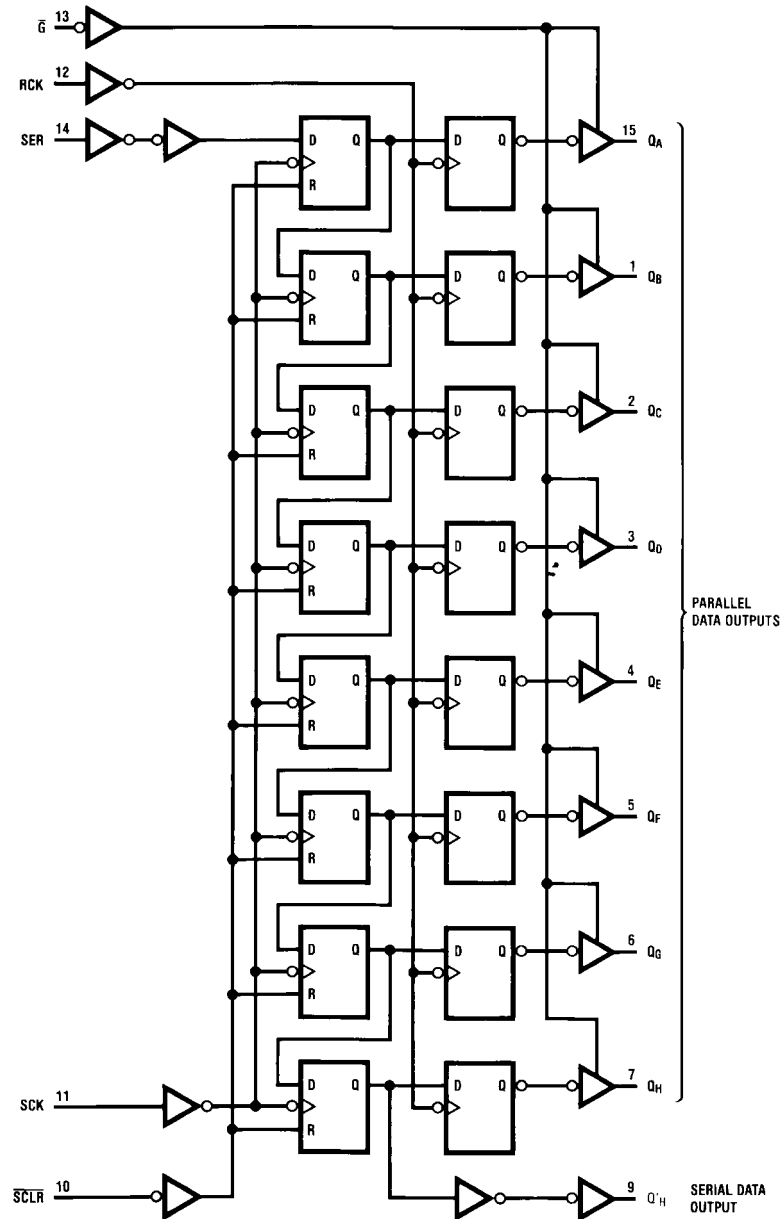 G 13
RCK 12
SER 14
D Q D Q 15 QA
R
D Q D Q 1 QB
R
D Q D Q 2 QC
R
D Q D Q 3 QD
R
PARALLEL
DATA OUTPUTS
D Q D Q 4 QE
R
D Q D Q 5 QF
R
D Q D Q 6 QG
R
D Q D Q 7 QH
SCK 11
R
SCLR 10
9 Q'H SERIAL DATA
OUTPUT